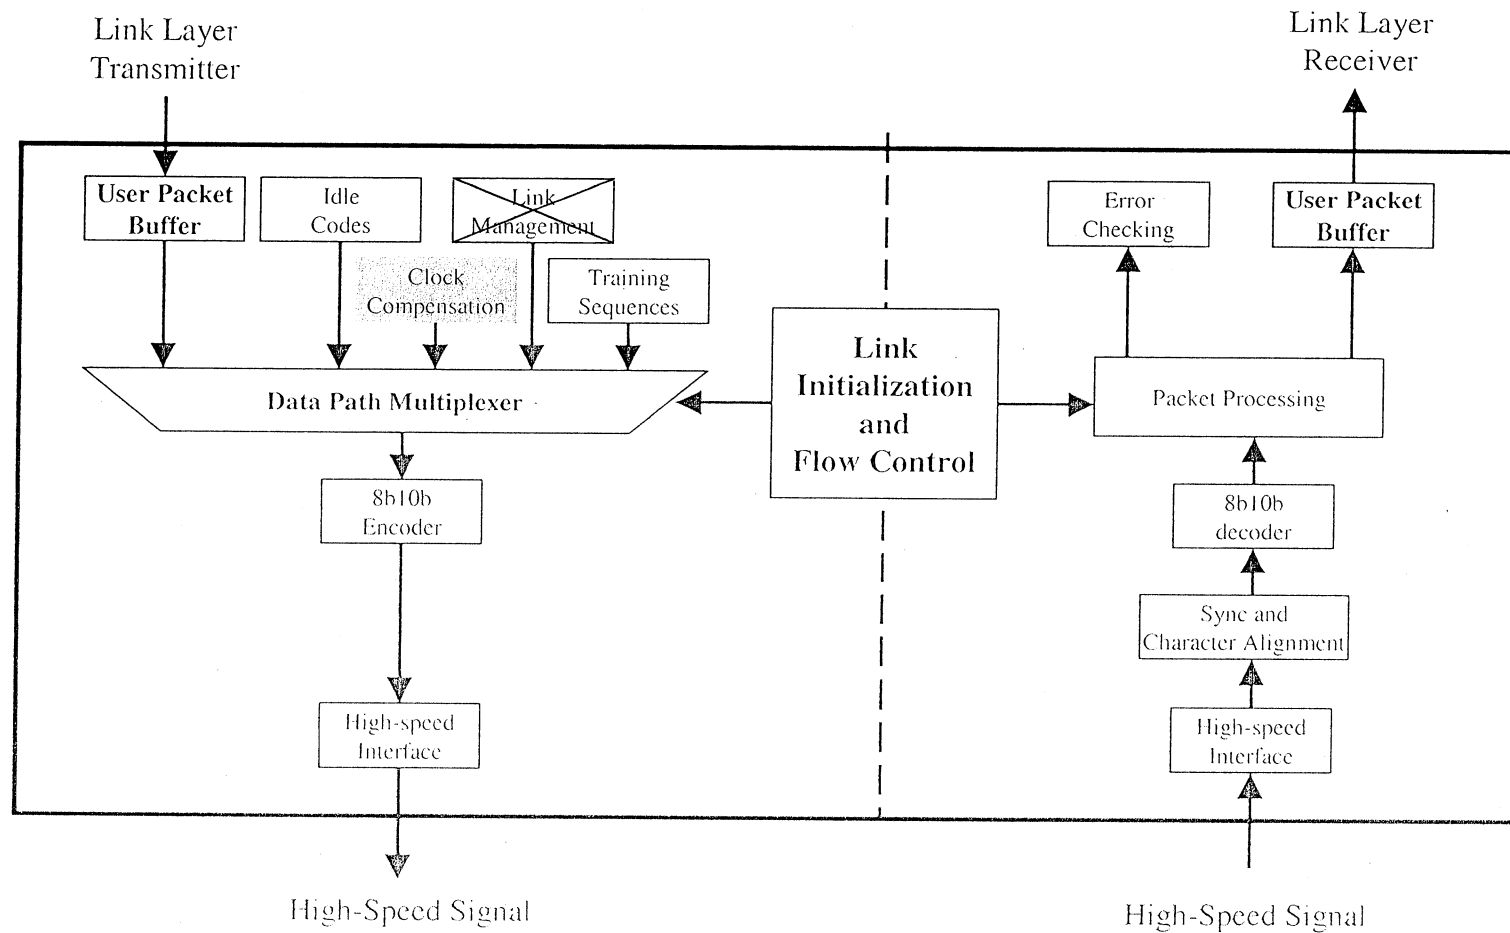 Link Layer
Transmitter
Link Layer
Receiver
User Packet
Buffer
Idle
Codes
Link
Management
Clock
Compensation
Training
Sequences
Error
Checking
User Packet
Buffer
Data Path Multiplexer
Link
Initialization
and
Flow Control
Packet Processing
8b10b
Encoder
8b10b
decoder
Sync and
Character Alignment
High-speed
Interface
High-speed
Interface
High-Speed Signal
High-Speed Signal